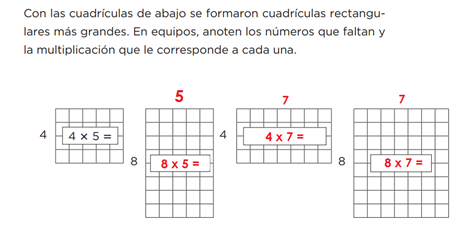 Con las cuadrículas de abajo se formaron cuadrículas rectangu-
lares más grandes. En equipos, anoten los números que faltan y
la multiplicación que le corresponde a cada una.
5
7
7
4
4 × 5 =
8
8 x 5 =
4
4 x 7 =
8
8 x 7 =